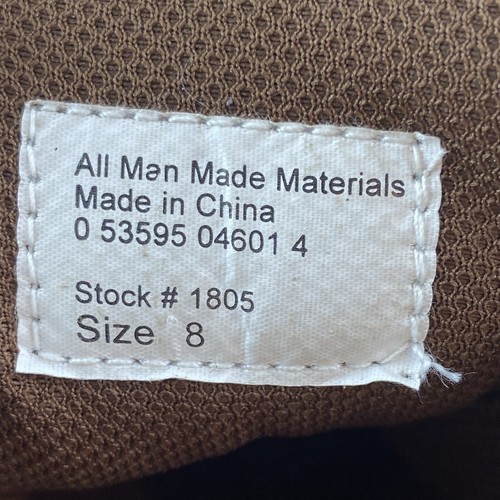 All Man Made Materials
Made in China
0 53595 04601 4
Stock # 1805
Size 8